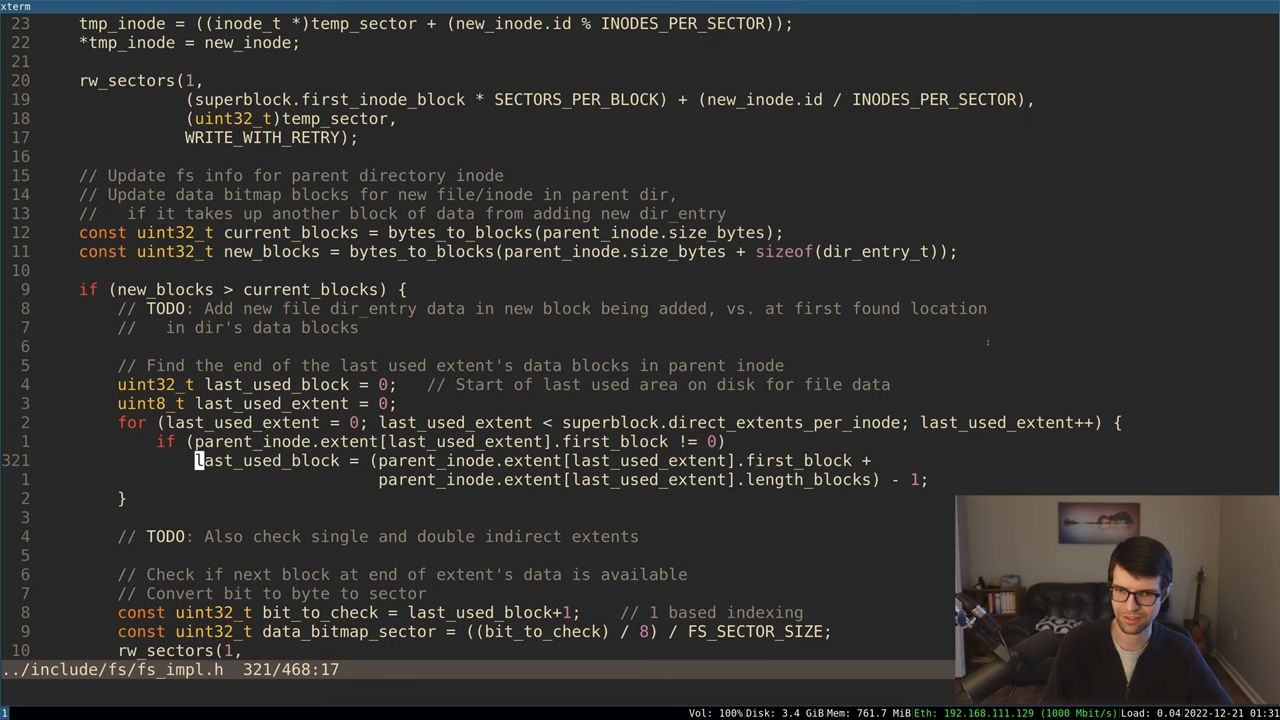 xterm
23     tmp_inode = ((inode_t *)temp_sector + (new_inode.id % INODES_PER_SECTOR));
22     *tmp_inode = new_inode;
21
20     rw_sectors(1,
19                (superblock.first_inode_block * SECTORS_PER_BLOCK) + (new_inode.id / INODES_PER_SECTOR),
18                (uint32_t)temp_sector,
17                WRITE_WITH_RETRY);
16
15     // Update fs info for parent directory inode
14     // Update data bitmap blocks for new file/inode in parent dir,
13     //   if it takes up another block of data from adding new dir_entry
12     const uint32_t current_blocks = bytes_to_blocks(parent_inode.size_bytes);
11     const uint32_t new_blocks = bytes_to_blocks(parent_inode.size_bytes + sizeof(dir_entry_t));
10
9     if (new_blocks > current_blocks) {
8         // TODO: Add new file dir_entry data in new block being added, vs. at first found location
7         //   in dir's data blocks
6
5         // Find the end of the last used extent's data blocks in parent inode
4         uint32_t last_used_block = 0;   // Start of last used area on disk for file data
3         uint8_t last_used_extent = 0;
2         for (last_used_extent = 0; last_used_extent < superblock.direct_extents_per_inode; last_used_extent++) {
1             if (parent_inode.extent[last_used_extent].first_block != 0)
321                 last_used_block = (parent_inode.extent[last_used_extent].first_block +
1                                    parent_inode.extent[last_used_extent].length_blocks) - 1;
2         }
3
4         // TODO: Also check single and double indirect extents
5
6         // Check if next block at end of extent's data is available
7         // Convert bit to byte to sector
8         const uint32_t bit_to_check = last_used_block+1;    // 1 based indexing
9         const uint32_t data_bitmap_sector = ((bit_to_check) / 8) / FS_SECTOR_SIZE;
10         rw_sectors(1,
../include/fs/fs_impl.h  321/468:17
1 Vol: 100% Disk: 3.4 GiB Mem: 761.7 MiB Eth: 192.168.111.129 (1000 Mbit/s) Load: 0.04 2022-12-21 01:31